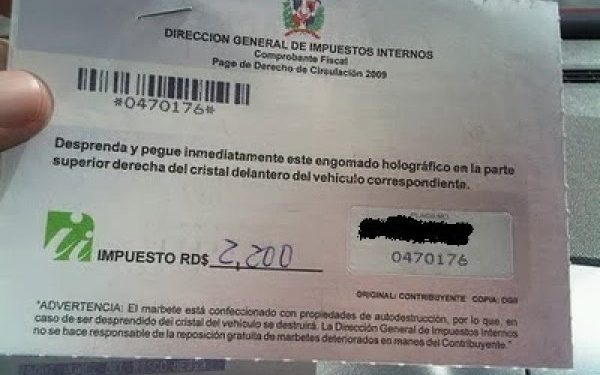 DIRECCION GENERAL DE IMPUESTOS INTERNOS
Comprobante Fiscal
Pago de Derecho de Circulación 2009
*0470176*
Desprenda y pegue inmediatamente este engomado holográfico en la parte
superior derecha del cristal delantero del vehículo correspondiente.
IMPUESTO RD$ 2,200
PLACA NO.
0470176
ORIGINAL: CONTRIBUYENTE COPIA: DGII
"ADVERTENCIA: El marbete está confeccionado con propiedades de autodestrucción, por lo que, en
caso de ser desprendido del cristal del vehículo se destruirá. La Dirección General de Impuestos Internos
no se hace responsable de la reposición gratuita de marbetes deteriorados en manos del Contribuyente."